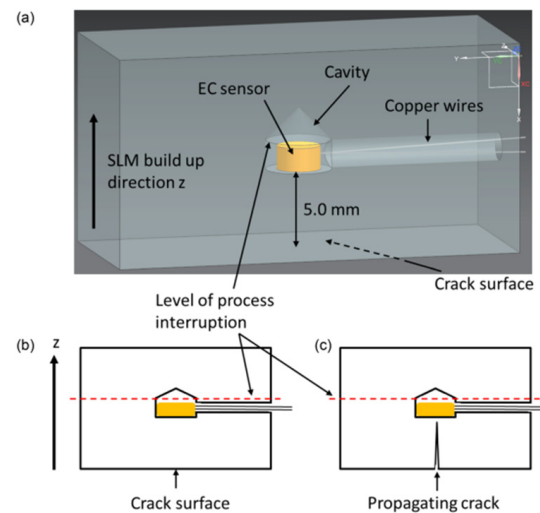 (a)
Cavity
EC sensor
Copper wires
SLM build up
direction z
5.0 mm
Crack surface
Level of process
interruption
(b)
z
(c)
Crack surface
Propagating crack